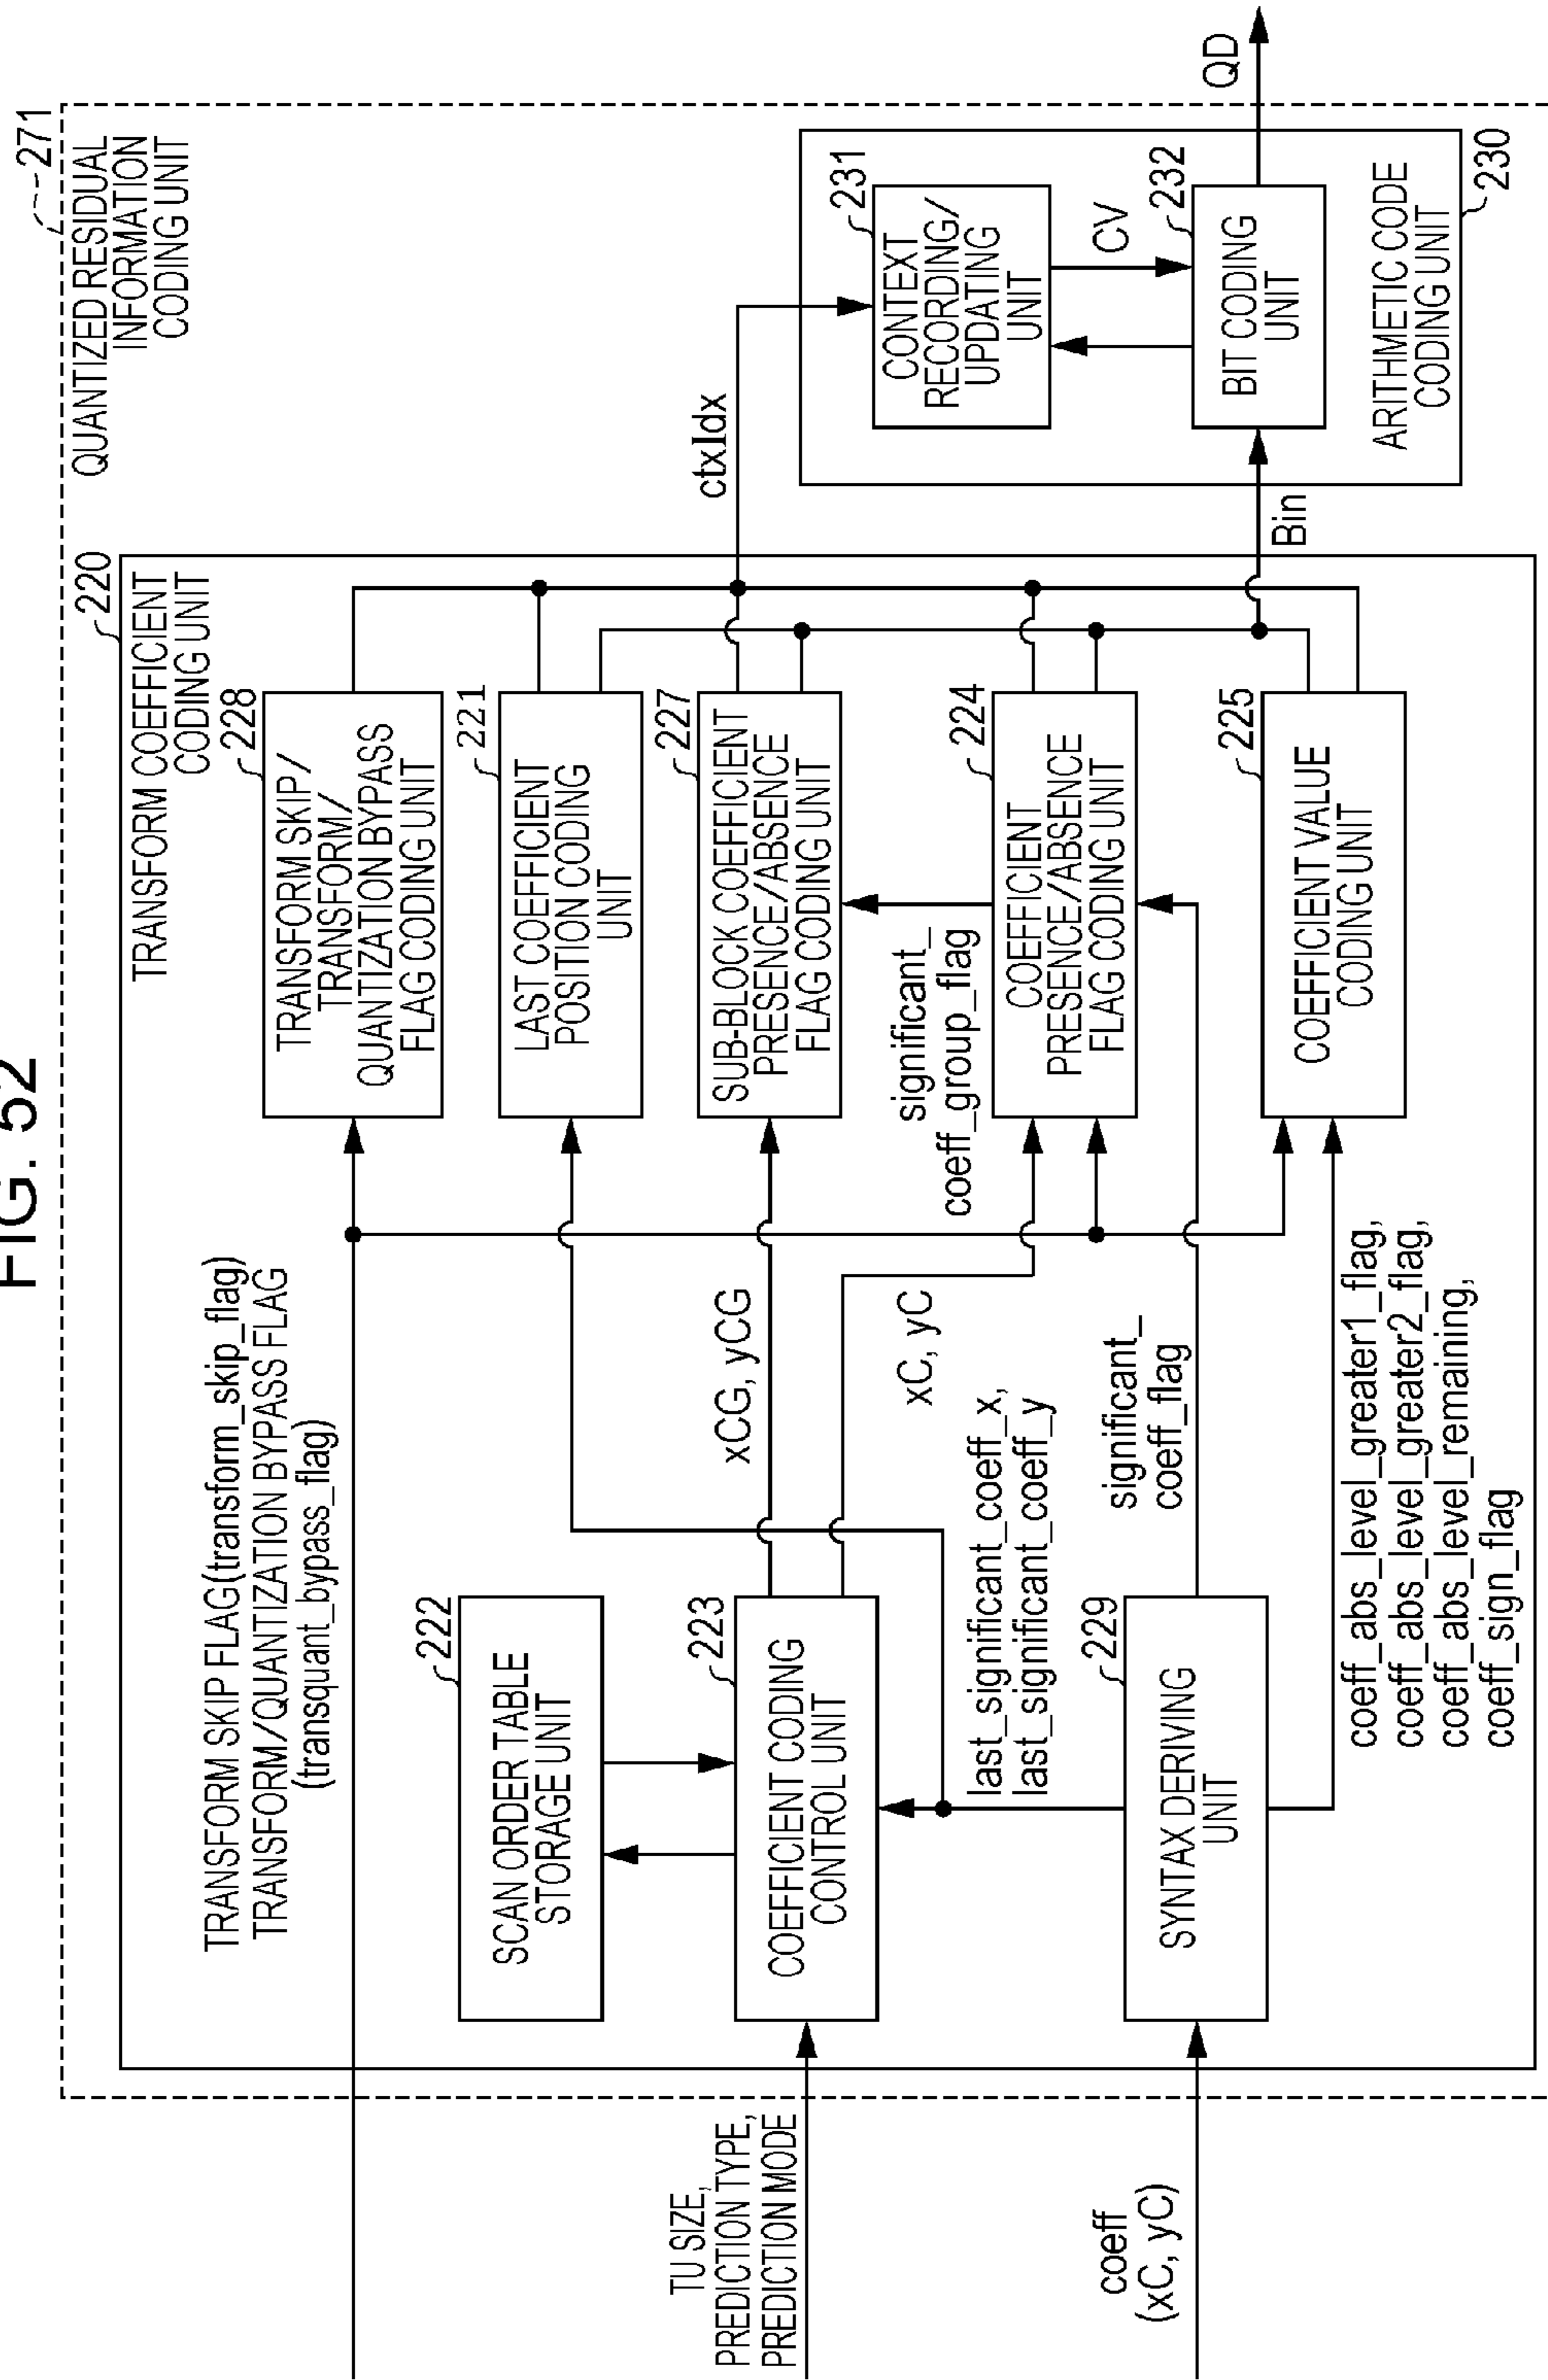 FIG. 52
271
QUANTIZED RESIDUAL
INFORMATION
CODING UNIT
220
TRANSFORM COEFFICIENT
CODING UNIT
TRANSFORM SKIP FLAG(transform_skip_flag)
TRANSFORM/QUANTIZATION BYPASS FLAG
(transquant_bypass_flag)
228
TRANSFORM SKIP/
TRANSFORM/
QUANTIZATION BYPASS
FLAG CODING UNIT
222
SCAN ORDER TABLE
STORAGE UNIT
221
LAST COEFFICIENT
POSITION CODING
UNIT
ctxIdx
TU SIZE,
PREDICTION TYPE,
PREDICTION MODE
223
COEFFICIENT CODING
CONTROL UNIT
xCG, yCG
227
SUB-BLOCK COEFFICIENT
PRESENCE/ABSENCE
FLAG CODING UNIT
231
CONTEXT
RECORDING/
UPDATING
UNIT
xC, yC
significant_
coeff_group_flag
last_significant_coeff_x,
last_significant_coeff_y
224
COEFFICIENT
PRESENCE/ABSENCE
FLAG CODING UNIT
CV
232
BIT CODING
UNIT
QD
coeff
(xC, yC)
229
SYNTAX DERIVING
UNIT
significant_
coeff_flag
225
COEFFICIENT VALUE
CODING UNIT
Bin
ARITHMETIC CODE
CODING UNIT
230
coeff_abs_level_greater1_flag,
coeff_abs_level_greater2_flag,
coeff_abs_level_remaining,
coeff_sign_flag